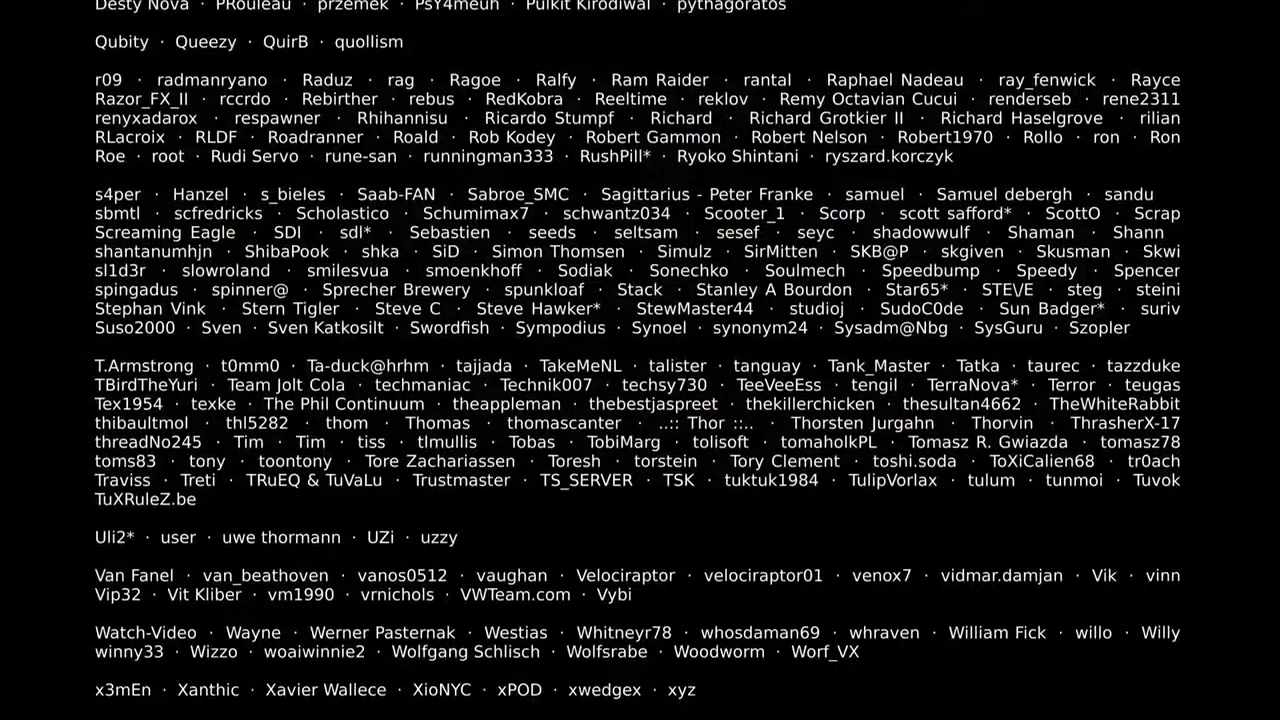 Desty Nova · PRouleau · przemek · PsY4meuh · Pulkit Kirodiwal · pythagoratos
Qubity · Queezy · QuirB · quollism
r09 · radmanryano · Raduz · rag · Ragoe · Ralfy · Ram Raider · rantal · Raphael Nadeau · ray_fenwick · Rayce
Razor_FX_II · rccrdo · Rebirther · rebus · RedKobra · Reeltime · reklov · Remy Octavian Cucui · renderseb · rene2311
renyxadarox · respawner · Rhihannisu · Ricardo Stumpf · Richard · Richard Grotkier II · Richard Haselgrove · rilian
RLacroix · RLDF · Roadranner · Roald · Rob Kodey · Robert Gammon · Robert Nelson · Robert1970 · Rollo · ron · Ron
Roe · root · Rudi Servo · rune-san · runningman333 · RushPill* · Ryoko Shintani · ryszard.korczyk
s4per · Hanzel · s_bieles · Saab-FAN · Sabroe_SMC · Sagittarius - Peter Franke · samuel · Samuel debergh · sandu
sbmtl · scfredricks · Scholastico · Schumimax7 · schwantz034 · Scooter_1 · Scorp · scott safford* · ScottO · Scrap
Screaming Eagle · SDI · sdl* · Sebastien · seeds · seltsam · sesef · seyc · shadowwulf · Shaman · Shann
shantanumhjn · ShibaPook · shka · SiD · Simon Thomsen · Simulz · SirMitten · SKB@P · skgiven · Skusman · Skwi
sl1d3r · slowroland · smilesvua · smoenkhoff · Sodiak · Sonechko · Soulmech · Speedbump · Speedy · Spencer
spingadus · spinner@ · Sprecher Brewery · spunkloaf · Stack · Stanley A Bourdon · Star65* · STE\/E · steg · steini
Stephan Vink · Stern Tigler · Steve C · Steve Hawker* · StewMaster44 · studioj · SudoC0de · Sun Badger* · suriv
Suso2000 · Sven · Sven Katkosilt · Swordfish · Sympodius · Synoel · synonym24 · Sysadm@Nbg · SysGuru · Szopler
T.Armstrong · t0mm0 · Ta-duck@hrhm · tajjada · TakeMeNL · talister · tanguay · Tank_Master · Tatka · taurec · tazzduke
TBirdTheYuri · Team Jolt Cola · techmaniac · Technik007 · techsy730 · TeeVeeEss · tengil · TerraNova* · Terror · teugas
Tex1954 · texke · The Phil Continuum · theappleman · thebestjaspreet · thekillerchicken · thesultan4662 · TheWhiteRabbit
thibaultmol · thl5282 · thom · Thomas · thomascanter · ..:: Thor ::.. · Thorsten Jurgahn · Thorvin · ThrasherX-17
threadNo245 · Tim · Tim · tiss · tlmullis · Tobas · TobiMarg · tolisoft · tomaholkPL · Tomasz R. Gwiazda · tomasz78
toms83 · tony · toontony · Tore Zachariassen · Toresh · torstein · Tory Clement · toshi.soda · ToXiCalien68 · tr0ach
Traviss · Treti · TRuEQ & TuVaLu · Trustmaster · TS_SERVER · TSK · tuktuk1984 · TulipVorlax · tulum · tunmoi · Tuvok
TuXRuleZ.be
Uli2* · user · uwe thormann · UZi · uzzy
Van Fanel · van_beathoven · vanos0512 · vaughan · Velociraptor · velociraptor01 · venox7 · vidmar.damjan · Vik · vinn
Vip32 · Vit Kliber · vm1990 · vrnichols · VWTeam.com · Vybi
Watch-Video · Wayne · Werner Pasternak · Westias · Whitneyr78 · whosdaman69 · whraven · William Fick · willo · Willy
winny33 · Wizzo · woaiwinnie2 · Wolfgang Schlisch · Wolfsrabe · Woodworm · Worf_VX
x3mEn · Xanthic · Xavier Wallece · XioNYC · xPOD · xwedgex · xyz